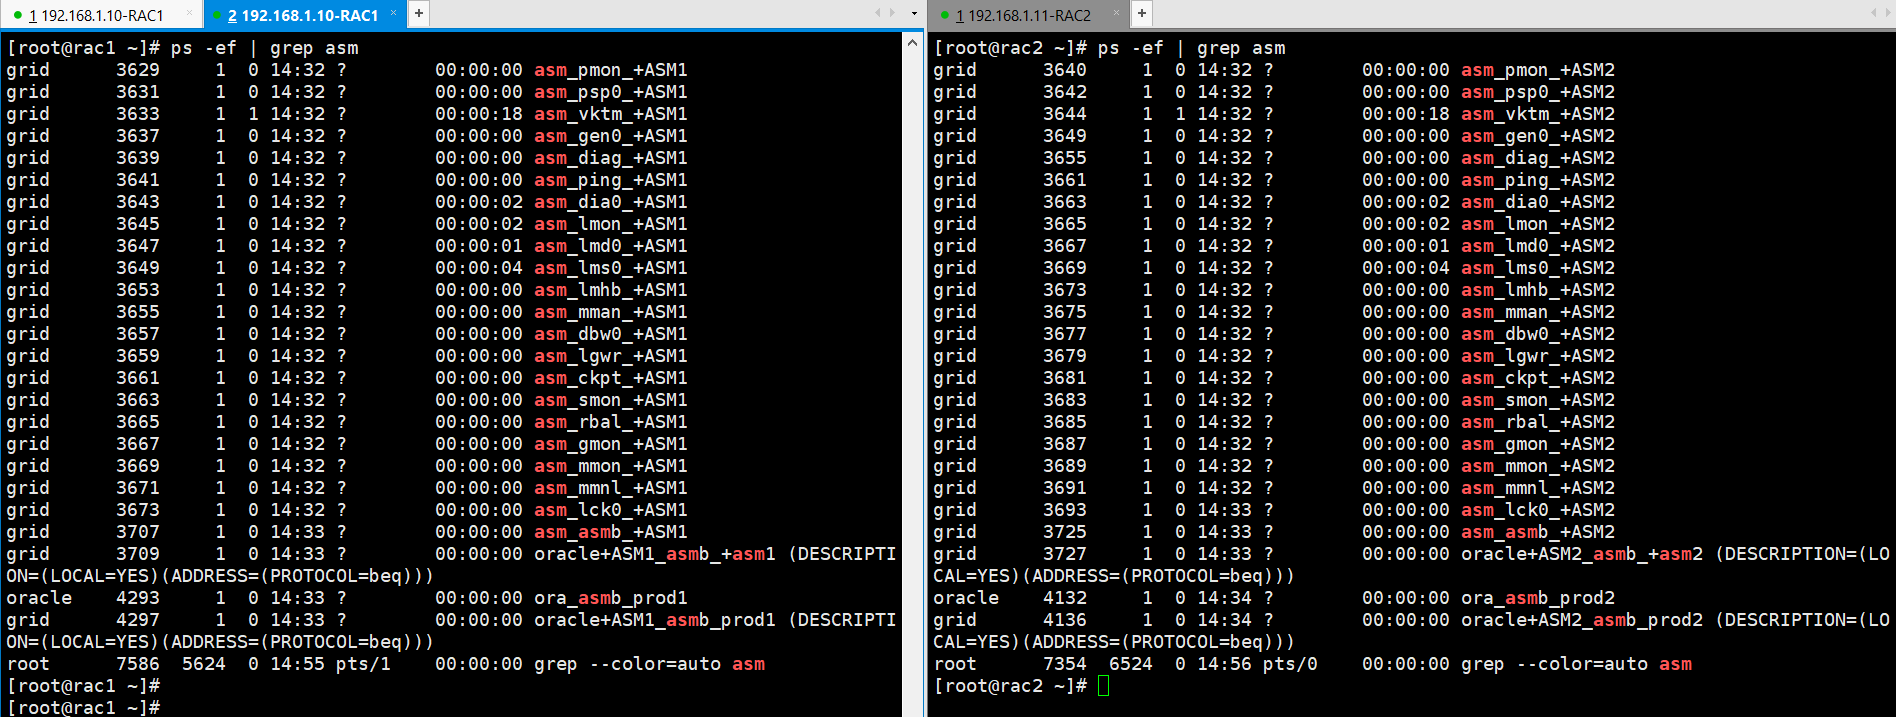 1 192.168.1.10-RAC1 × 2 192.168.1.10-RAC1 × +
[root@rac1 ~]# ps -ef | grep asm
grid 3629 1 0 14:32 ? 00:00:00 asm_pmon_+ASM1
grid 3631 1 0 14:32 ? 00:00:00 asm_psp0_+ASM1
grid 3633 1 1 14:32 ? 00:00:18 asm_vktm_+ASM1
grid 3637 1 0 14:32 ? 00:00:00 asm_gen0_+ASM1
grid 3639 1 0 14:32 ? 00:00:00 asm_diag_+ASM1
grid 3641 1 0 14:32 ? 00:00:00 asm_ping_+ASM1
grid 3643 1 0 14:32 ? 00:00:02 asm_dia0_+ASM1
grid 3645 1 0 14:32 ? 00:00:02 asm_lmon_+ASM1
grid 3647 1 0 14:32 ? 00:00:01 asm_lmd0_+ASM1
grid 3649 1 0 14:32 ? 00:00:04 asm_lms0_+ASM1
grid 3653 1 0 14:32 ? 00:00:00 asm_lmhb_+ASM1
grid 3655 1 0 14:32 ? 00:00:00 asm_mman_+ASM1
grid 3657 1 0 14:32 ? 00:00:00 asm_dbw0_+ASM1
grid 3659 1 0 14:32 ? 00:00:00 asm_lgwr_+ASM1
grid 3661 1 0 14:32 ? 00:00:00 asm_ckpt_+ASM1
grid 3663 1 0 14:32 ? 00:00:00 asm_smon_+ASM1
grid 3665 1 0 14:32 ? 00:00:00 asm_rbal_+ASM1
grid 3667 1 0 14:32 ? 00:00:00 asm_gmon_+ASM1
grid 3669 1 0 14:32 ? 00:00:00 asm_mmon_+ASM1
grid 3671 1 0 14:32 ? 00:00:00 asm_mmnl_+ASM1
grid 3673 1 0 14:32 ? 00:00:00 asm_lck0_+ASM1
grid 3707 1 0 14:33 ? 00:00:00 asm_asmb_+ASM1
grid 3709 1 0 14:33 ? 00:00:00 oracle+ASM1_asmb_+asm1 (DESCRIPTI
ON=(LOCAL=YES)(ADDRESS=(PROTOCOL=beq)))
oracle 4293 1 0 14:33 ? 00:00:00 ora_asmb_prod1
grid 4297 1 0 14:33 ? 00:00:00 oracle+ASM1_asmb_prod1 (DESCRIPTI
ON=(LOCAL=YES)(ADDRESS=(PROTOCOL=beq)))
root 7586 5624 0 14:55 pts/1 00:00:00 grep --color=auto asm
[root@rac1 ~]#
[root@rac1 ~]#
1 192.168.1.11-RAC2 × +
[root@rac2 ~]# ps -ef | grep asm
grid 3640 1 0 14:32 ? 00:00:00 asm_pmon_+ASM2
grid 3642 1 0 14:32 ? 00:00:00 asm_psp0_+ASM2
grid 3644 1 1 14:32 ? 00:00:18 asm_vktm_+ASM2
grid 3649 1 0 14:32 ? 00:00:00 asm_gen0_+ASM2
grid 3655 1 0 14:32 ? 00:00:00 asm_diag_+ASM2
grid 3661 1 0 14:32 ? 00:00:00 asm_ping_+ASM2
grid 3663 1 0 14:32 ? 00:00:02 asm_dia0_+ASM2
grid 3665 1 0 14:32 ? 00:00:02 asm_lmon_+ASM2
grid 3667 1 0 14:32 ? 00:00:01 asm_lmd0_+ASM2
grid 3669 1 0 14:32 ? 00:00:04 asm_lms0_+ASM2
grid 3673 1 0 14:32 ? 00:00:00 asm_lmhb_+ASM2
grid 3675 1 0 14:32 ? 00:00:00 asm_mman_+ASM2
grid 3677 1 0 14:32 ? 00:00:00 asm_dbw0_+ASM2
grid 3679 1 0 14:32 ? 00:00:00 asm_lgwr_+ASM2
grid 3681 1 0 14:32 ? 00:00:00 asm_ckpt_+ASM2
grid 3683 1 0 14:32 ? 00:00:00 asm_smon_+ASM2
grid 3685 1 0 14:32 ? 00:00:00 asm_rbal_+ASM2
grid 3687 1 0 14:32 ? 00:00:00 asm_gmon_+ASM2
grid 3689 1 0 14:32 ? 00:00:00 asm_mmon_+ASM2
grid 3691 1 0 14:32 ? 00:00:00 asm_mmnl_+ASM2
grid 3693 1 0 14:33 ? 00:00:00 asm_lck0_+ASM2
grid 3725 1 0 14:33 ? 00:00:00 asm_asmb_+ASM2
grid 3727 1 0 14:33 ? 00:00:00 oracle+ASM2_asmb_+asm2 (DESCRIPTION=(LO
CAL=YES)(ADDRESS=(PROTOCOL=beq)))
oracle 4132 1 0 14:34 ? 00:00:00 ora_asmb_prod2
grid 4136 1 0 14:34 ? 00:00:00 oracle+ASM2_asmb_prod2 (DESCRIPTION=(LO
CAL=YES)(ADDRESS=(PROTOCOL=beq)))
root 7354 6524 0 14:56 pts/0 00:00:00 grep --color=auto asm
[root@rac2 ~]#